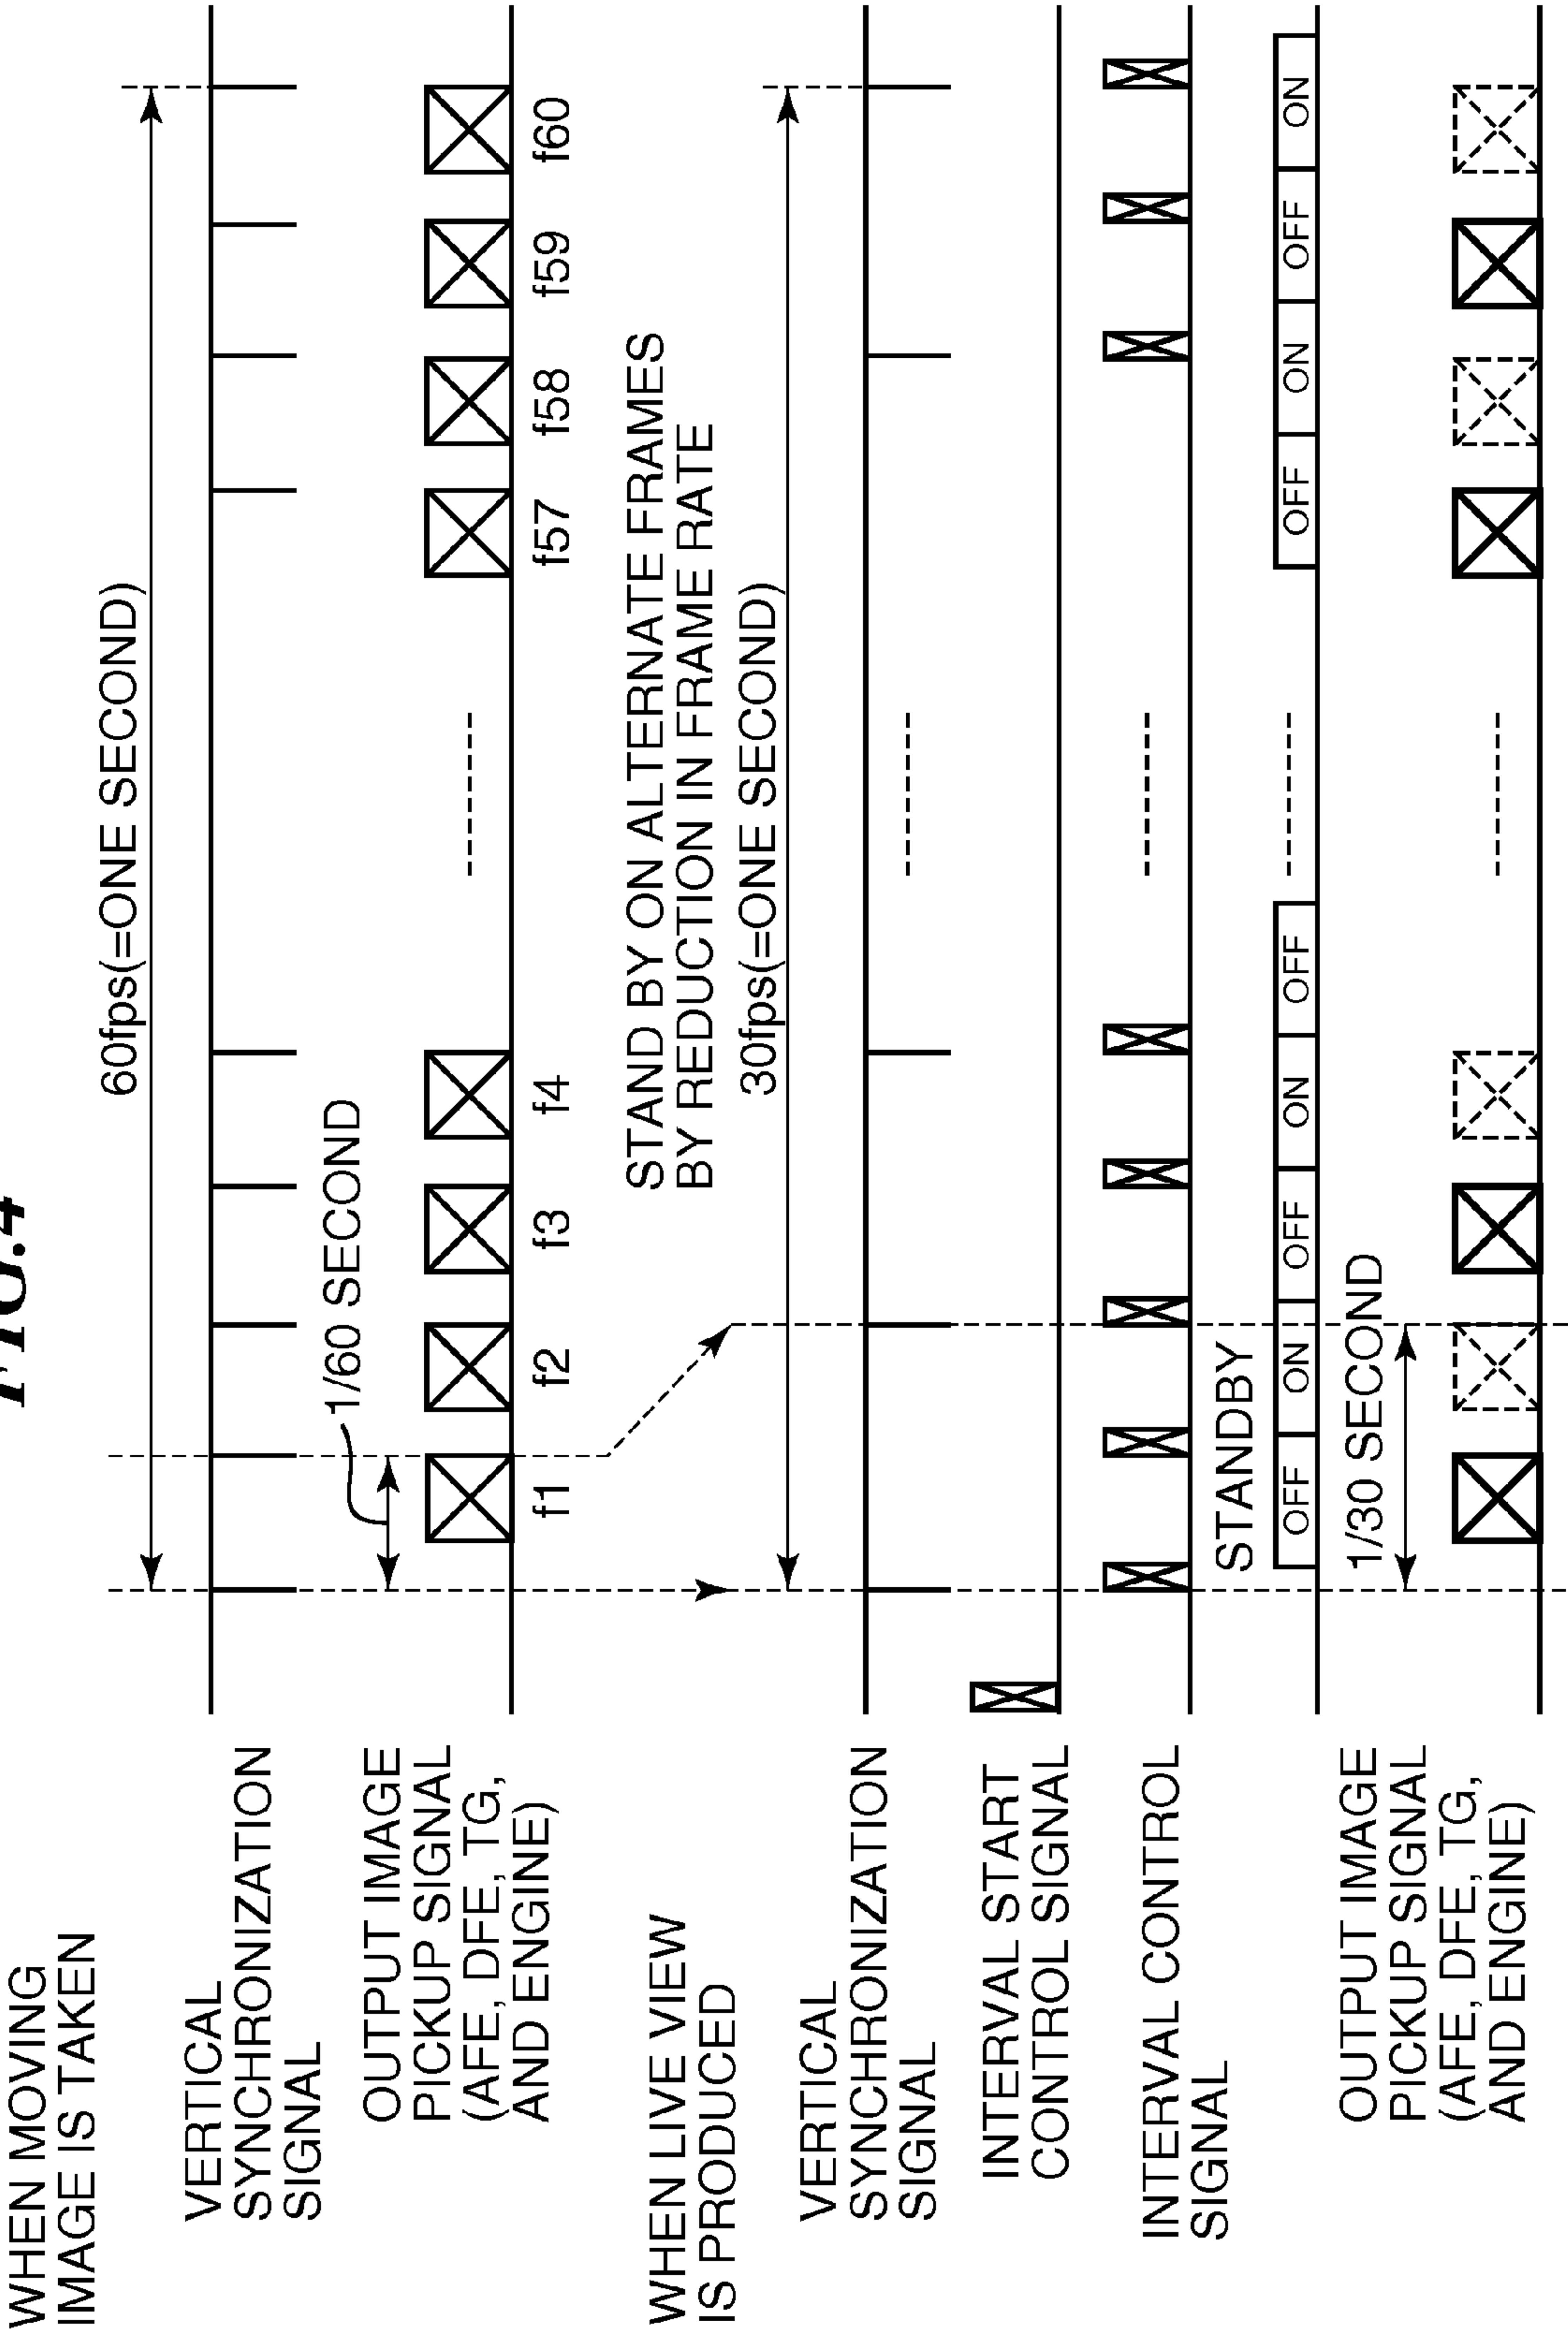 FIG.4
WHEN MOVING
IMAGE IS TAKEN
60fps(=ONE SECOND)
VERTICAL
SYNCHRONIZATION
SIGNAL
1/60 SECOND
OUTPUT IMAGE
PICKUP SIGNAL
(AFE, DFE, TG,
AND ENGINE)
f1 f2 f3 f4 f57 f58 f59 f60
STAND BY ON ALTERNATE FRAMES
BY REDUCTION IN FRAME RATE
WHEN LIVE VIEW
IS PRODUCED
30fps(=ONE SECOND)
VERTICAL
SYNCHRONIZATION
SIGNAL
INTERVAL START
CONTROL SIGNAL
INTERVAL CONTROL
SIGNAL
STANDBY
OFF ON OFF ON OFF OFF ON OFF ON
1/30 SECOND
OUTPUT IMAGE
PICKUP SIGNAL
(AFE, DFE, TG,
AND ENGINE)